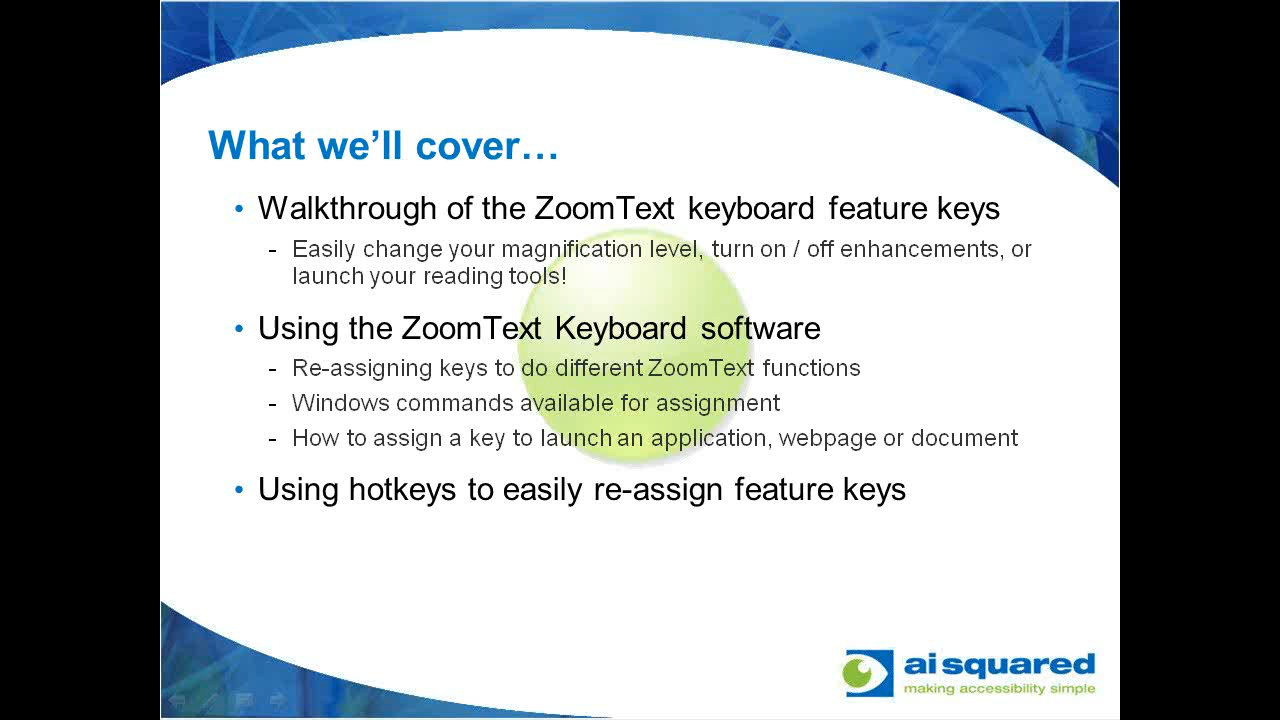 What we’ll cover…
• Walkthrough of the ZoomText keyboard feature keys
- Easily change your magnification level, turn on / off enhancements, or
launch your reading tools!
• Using the ZoomText Keyboard software
- Re-assigning keys to do different ZoomText functions
- Windows commands available for assignment
- How to assign a key to launch an application, webpage or document
• Using hotkeys to easily re-assign feature keys
ai squared
making accessibility simple